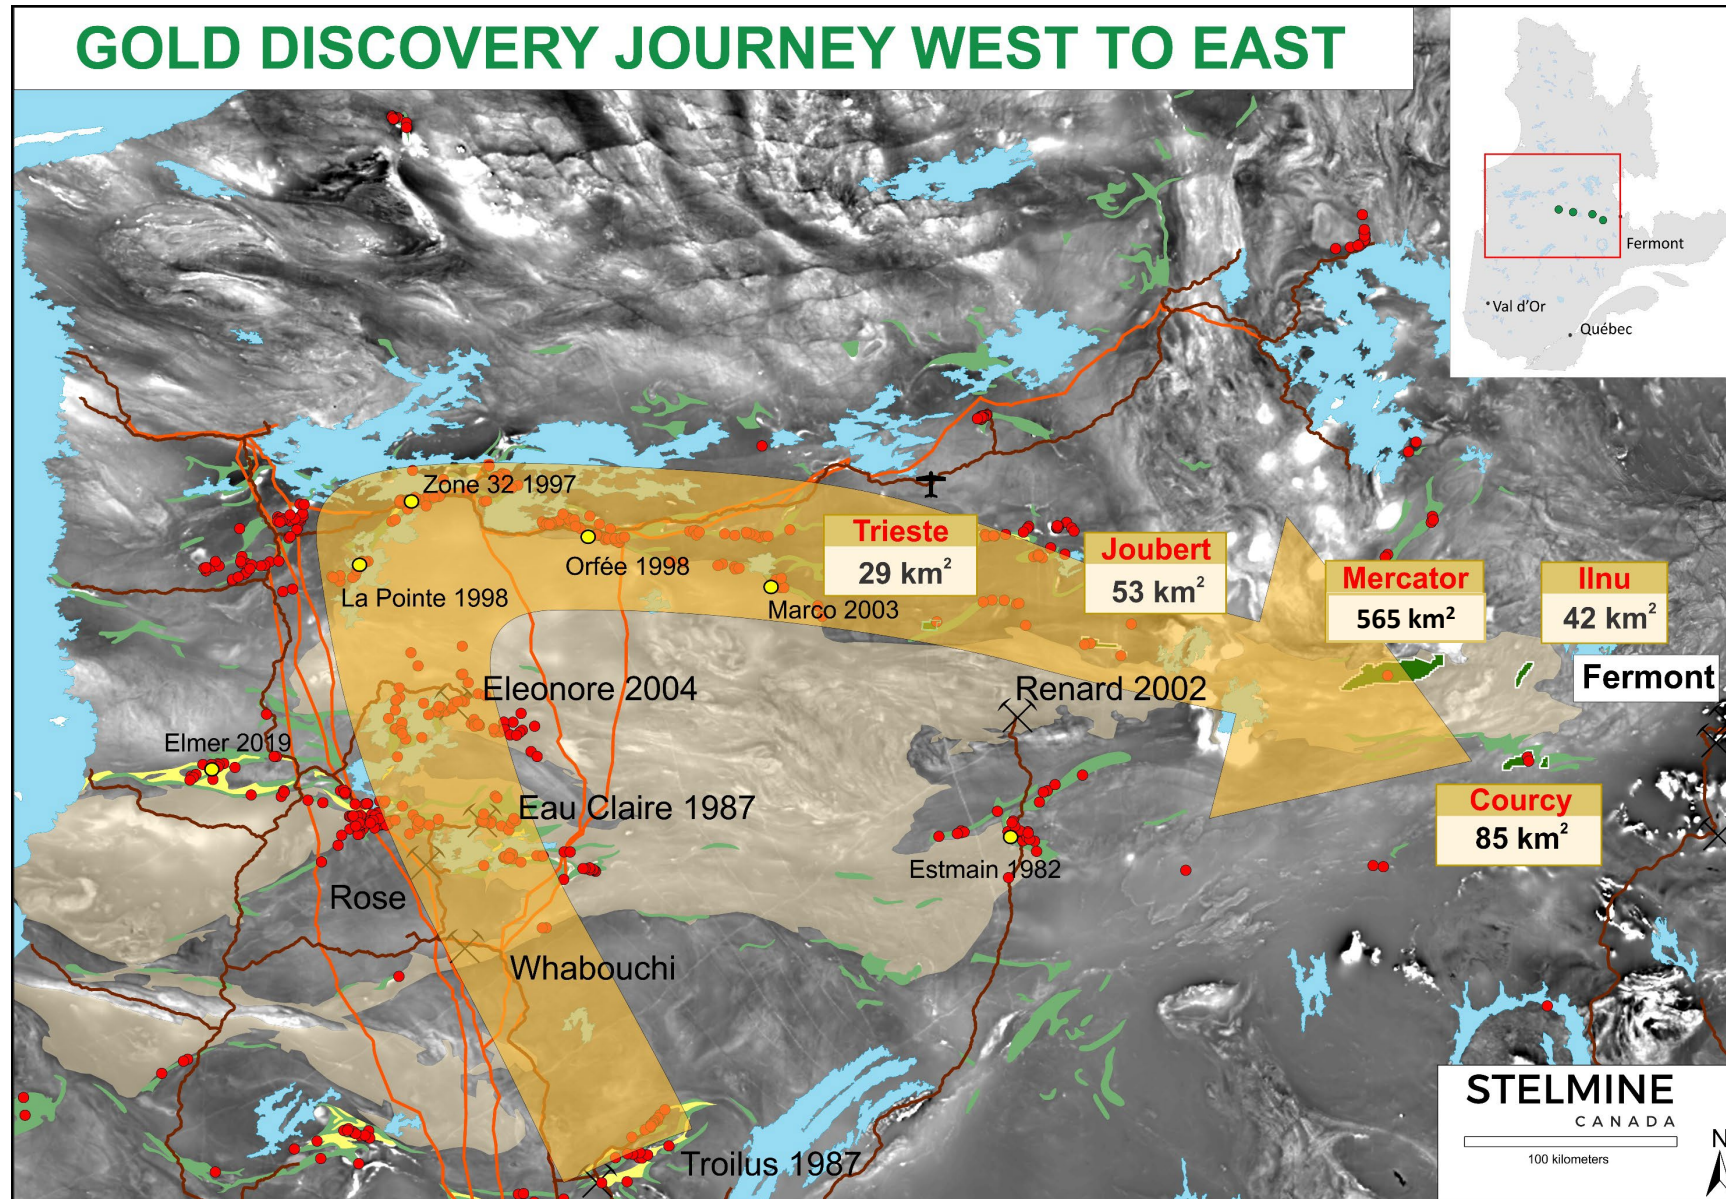 GOLD DISCOVERY JOURNEY WEST TO EAST
Fermont
Val d'Or
Québec
Zone 32 1997
Orfée 1998
La Pointe 1998
Marco 2003
Trieste
29 km²
Joubert
53 km²
Mercator
565 km²
Ilnu
42 km²
Fermont
Eleonore 2004
Renard 2002
Elmer 2019
Eau Claire 1987
Courcy
85 km²
Estmain 1982
Rose
Whabouchi
Troilus 1987
STELMINE
CANADA
100 kilometers
N